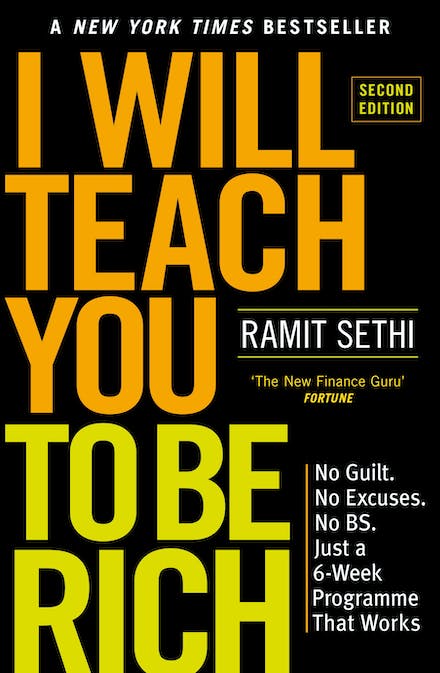 A NEW YORK TIMES BESTSELLER
I WILL
SECOND
EDITION
TEACH
YOU
RAMIT SETHI
'The New Finance Guru'
FORTUNE
TO BE
RICH
No Guilt.
No Excuses.
No BS.
Just a
6-Week
Programme
That Works